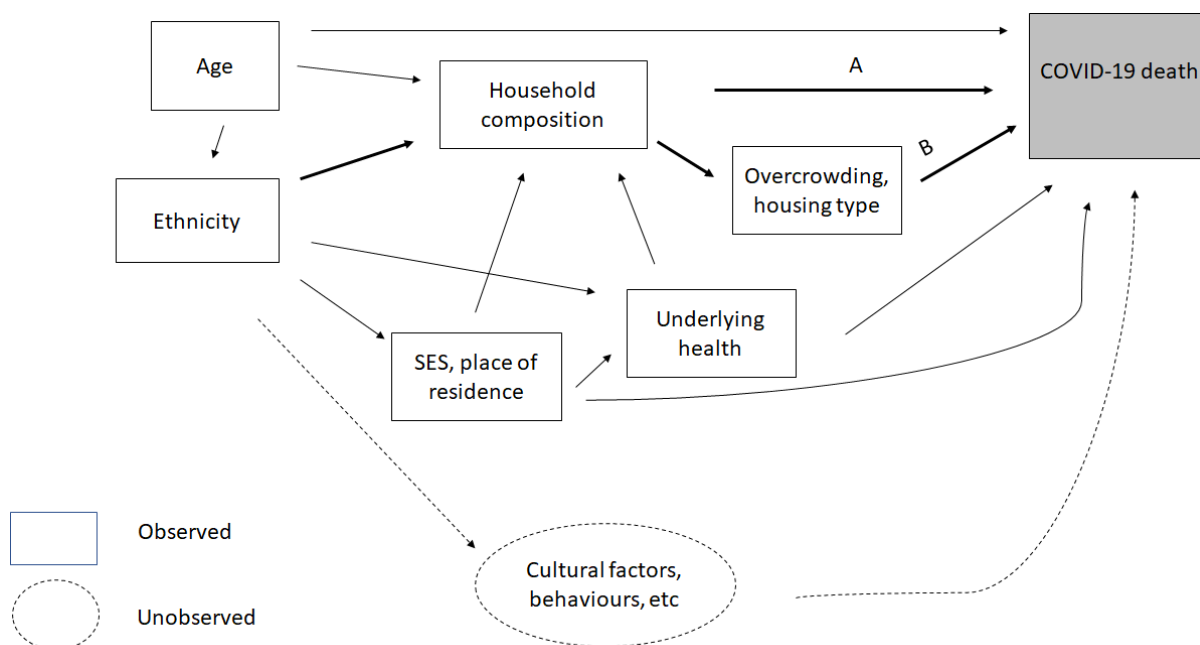 Age
COVID-19 death
A
Household
composition
B
Overcrowding,
housing type
Ethnicity
Underlying
health
SES, place of
residence
Observed
Cultural factors,
behaviours, etc
Unobserved